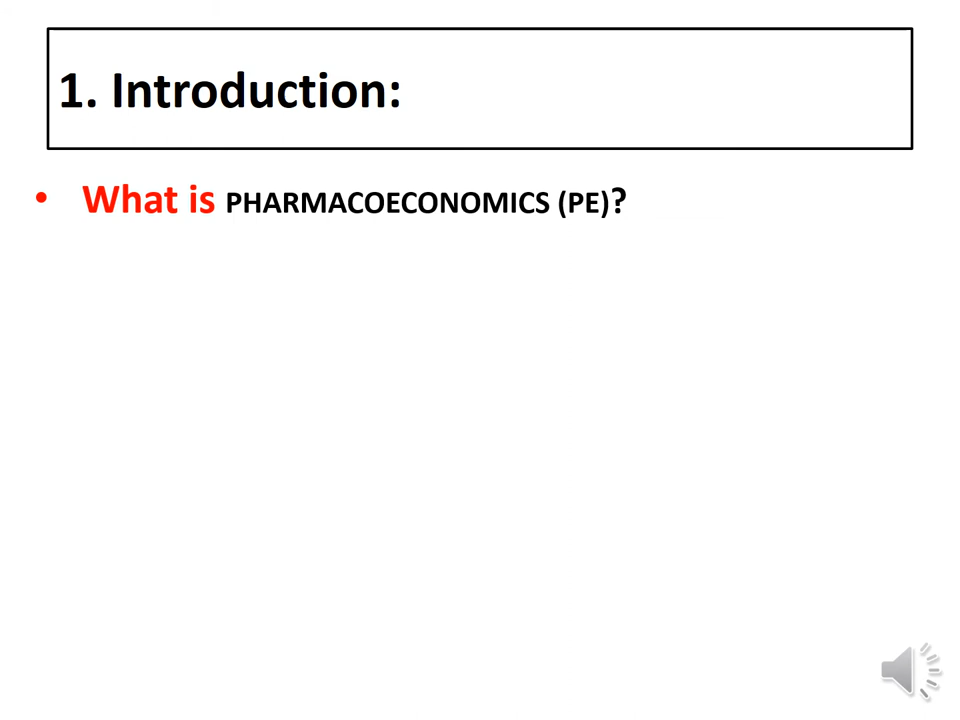 1. Introduction:
• What is PHARMACOECONOMICS (PE)?